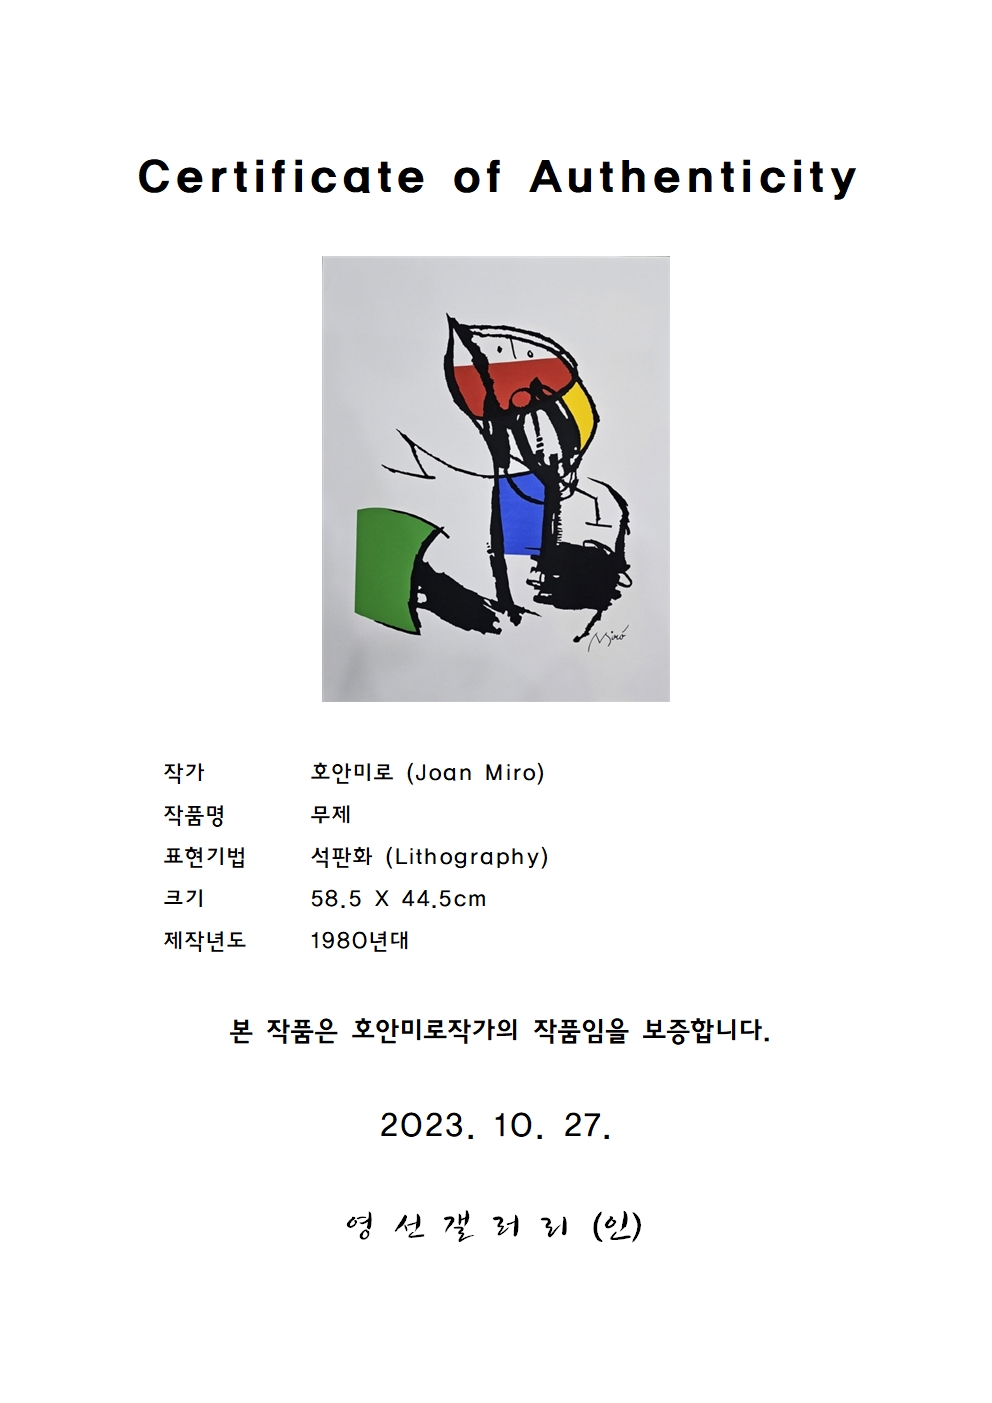 Certificate of Authenticity
Miró
작가 호안미로 (Joan Miro)
작품명 무제
표현기법 석판화 (Lithography)
크기 58.5 X 44.5cm
제작년도 1980년대
본 작품은 호안미로작가의 작품임을 보증합니다.
2023. 10. 27.
영 선 갤 러 리 (인)